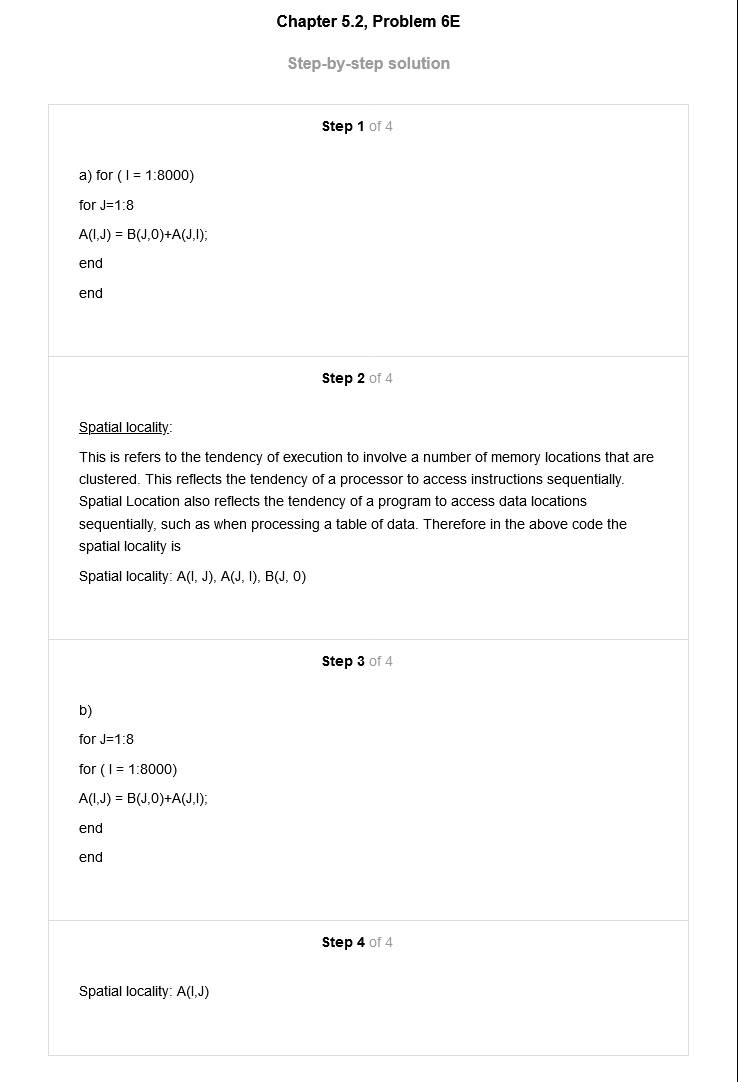 Chapter 5.2, Problem 6E
Step-by-step solution
Step 1 of 4
a) for ( I = 1:8000)
for J=1:8
A(I,J) = B(J,0)+A(J,I);
end
end
Step 2 of 4
Spatial locality:
This is refers to the tendency of execution to involve a number of memory locations that are
clustered. This reflects the tendency of a processor to access instructions sequentially.
Spatial Location also reflects the tendency of a program to access data locations
sequentially, such as when processing a table of data. Therefore in the above code the
spatial locality is
Spatial locality: A(I, J), A(J, I), B(J, 0)
Step 3 of 4
b)
for J=1:8
for ( I = 1:8000)
A(I,J) = B(J,0)+A(J,I);
end
end
Step 4 of 4
Spatial locality: A(I,J)